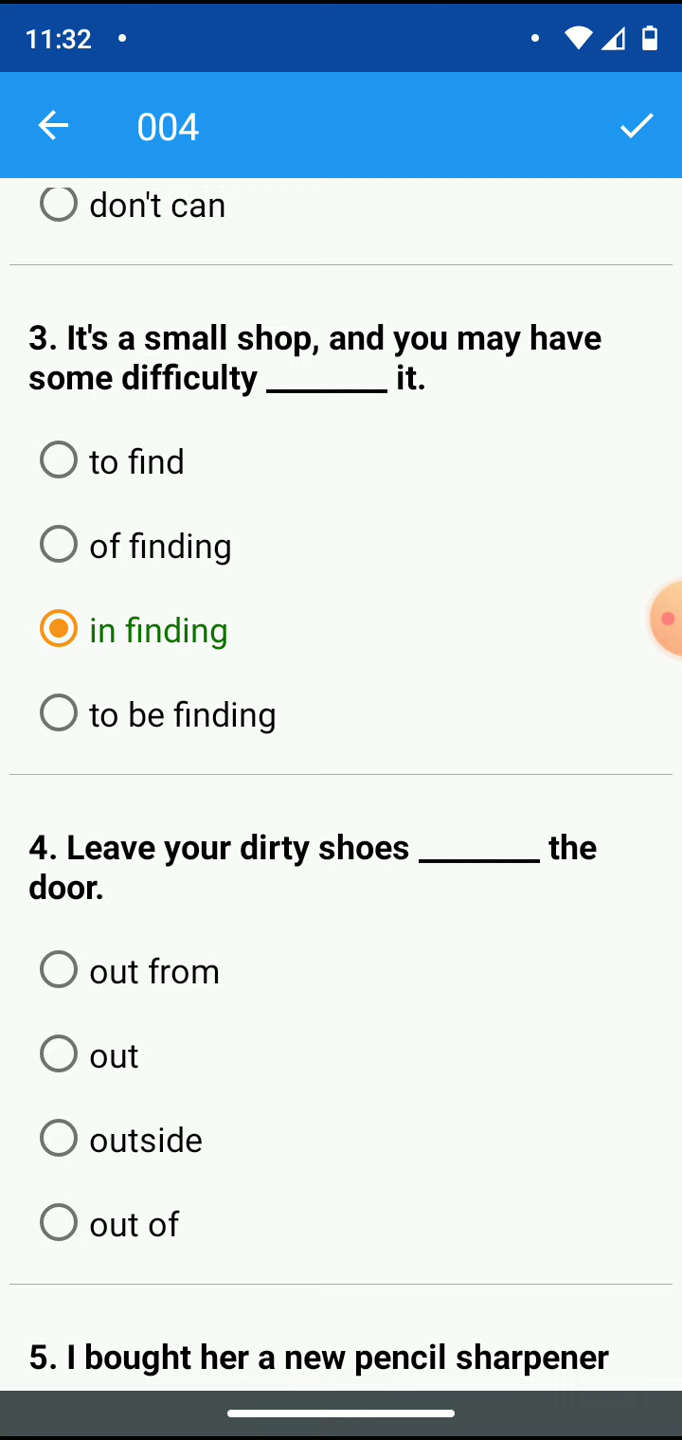 11:32
004
don't can
3. It's a small shop, and you may have
some difficulty _______ it.
to find
of finding
in finding
to be finding
4. Leave your dirty shoes _______ the
door.
out from
out
outside
out of
5. I bought her a new pencil sharpener